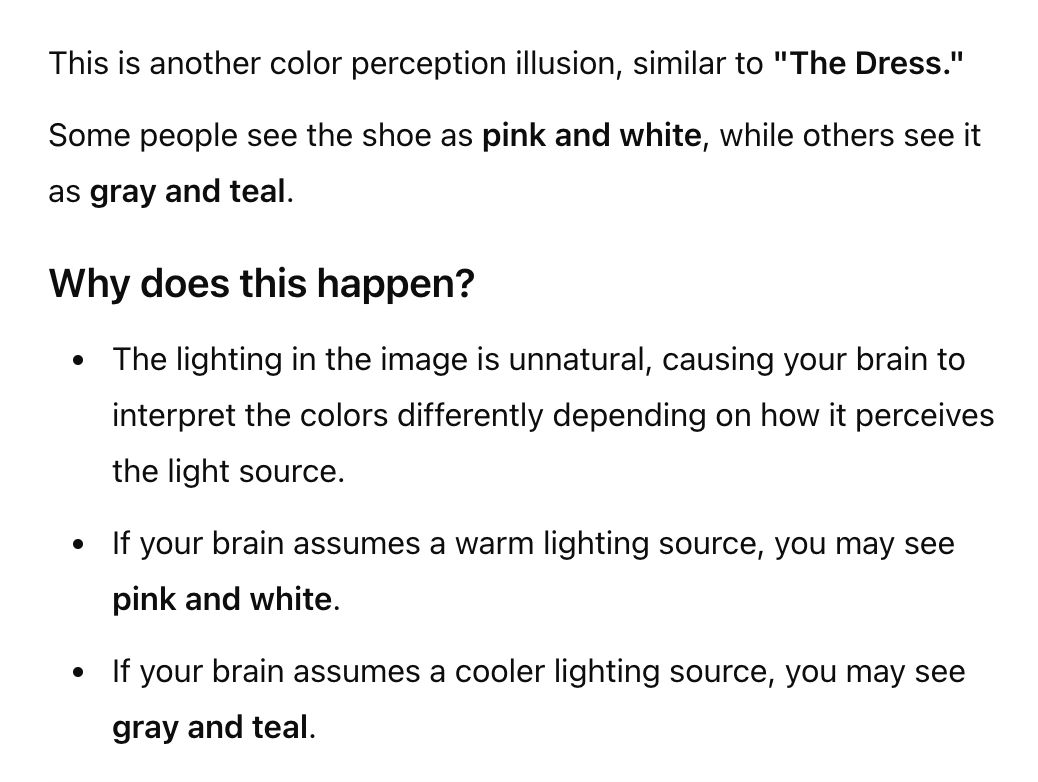 This is another color perception illusion, similar to "The Dress."
Some people see the shoe as pink and white, while others see it
as gray and teal.
Why does this happen?
• The lighting in the image is unnatural, causing your brain to
interpret the colors differently depending on how it perceives
the light source.
• If your brain assumes a warm lighting source, you may see
pink and white.
• If your brain assumes a cooler lighting source, you may see
gray and teal.